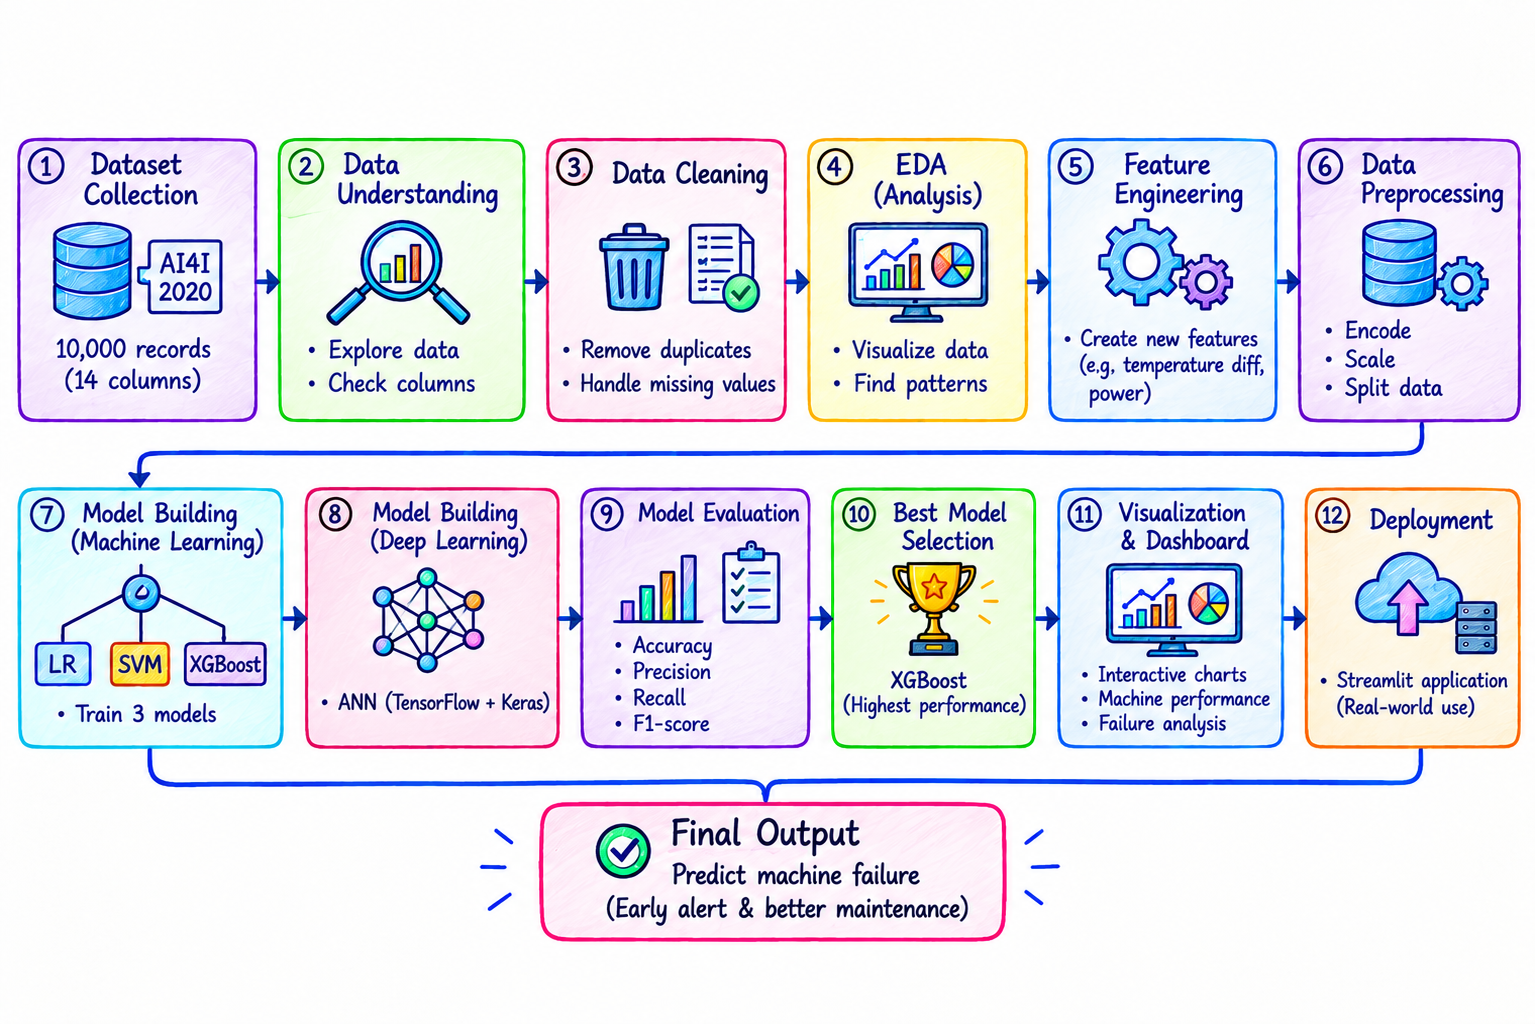 1 Dataset
Collection
AI4I
2020
10,000 records
(14 columns)
2 Data
Understanding
• Explore data
• Check columns
3 Data Cleaning
• Remove duplicates
• Handle missing values
4 EDA
(Analysis)
• Visualize data
• Find patterns
5 Feature
Engineering
• Create new features
(e.g, temperature diff,
power)
6 Data
Preprocessing
• Encode
• Scale
• Split data
7 Model Building
(Machine Learning)
LR SVM XGBoost
• Train 3 models
8 Model Building
(Deep Learning)
• ANN (TensorFlow + Keras)
9 Model Evaluation
• Accuracy
• Precision
• Recall
• F1-score
10 Best Model
Selection
XGBoost
(Highest performance)
11 Visualization
& Dashboard
• Interactive charts
• Machine performance
• Failure analysis
12 Deployment
• Streamlit application
(Real-world use)
Final Output
Predict machine failure
(Early alert & better maintenance)